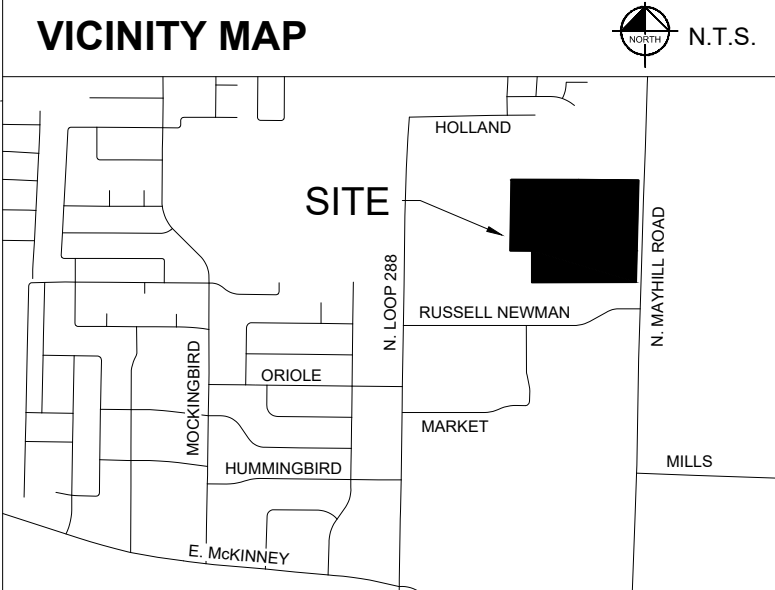 VICINITY MAP
NORTH
N.T.S.
HOLLAND
SITE
N. LOOP 288
N. MAYHILL ROAD
RUSSELL NEWMAN
MOCKINGBIRD
ORIOLE
MARKET
HUMMINGBIRD
MILLS
E. McKINNEY